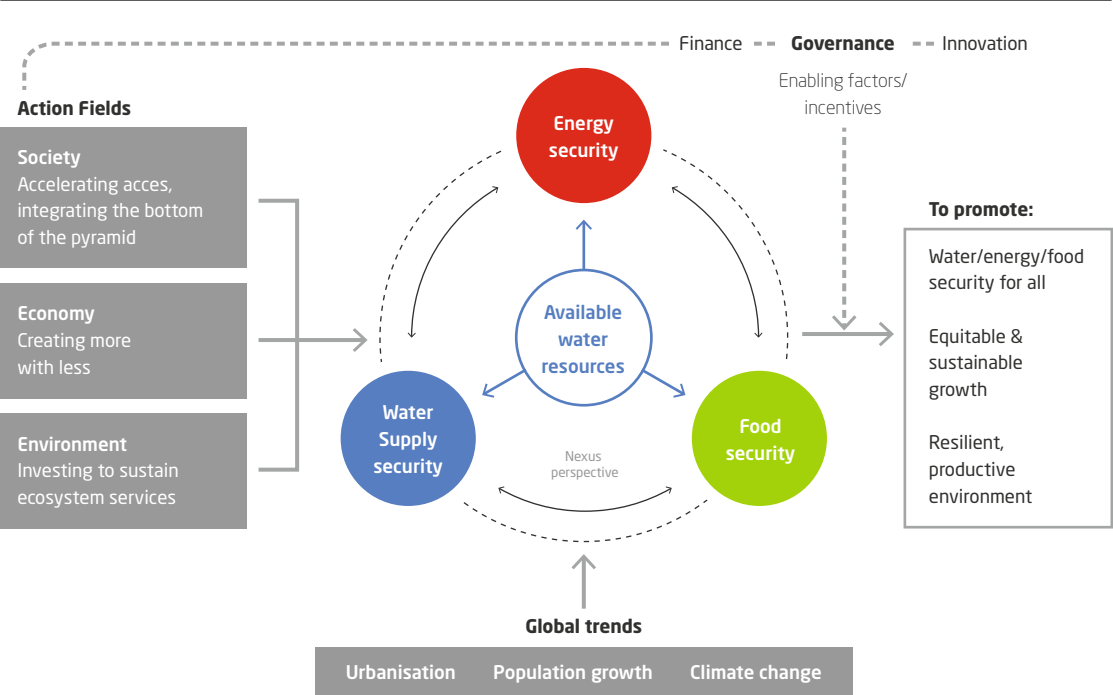 Finance Governance Innovation
Enabling factors/
incentives
Action Fields
Society
Accelerating acces,
integrating the bottom
of the pyramid
Economy
Creating more
with less
Environment
Investing to sustain
ecosystem services
Energy
security
Available
water
resources
Water
Supply
security
Food
security
Nexus
perspective
To promote:
Water/energy/food
security for all
Equitable &
sustainable
growth
Resilient,
productive
environment
Global trends
Urbanisation Population growth Climate change